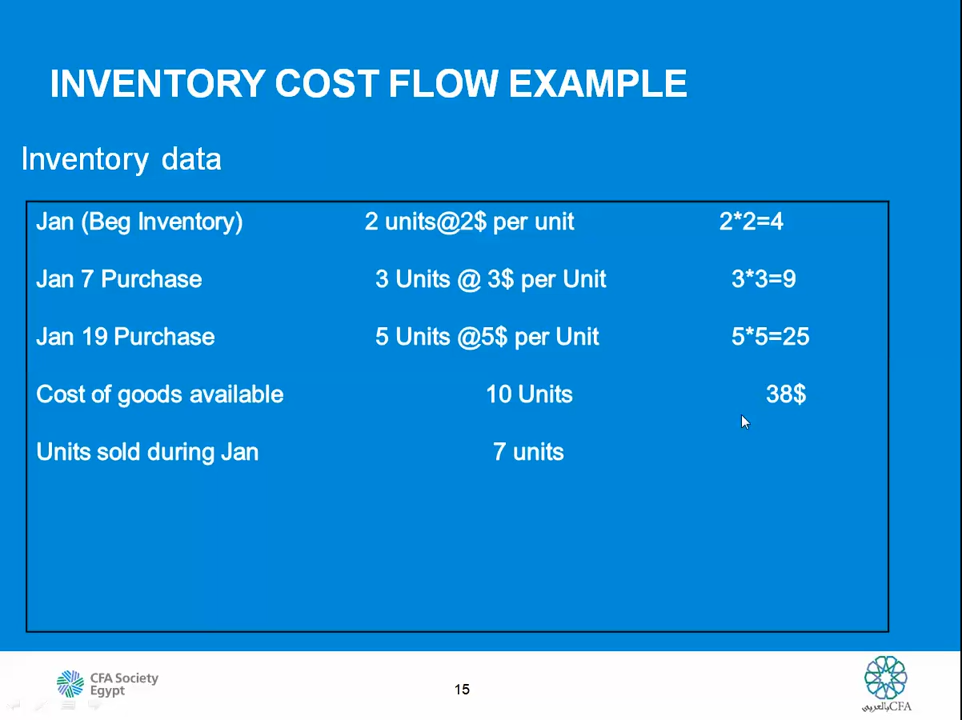 INVENTORY COST FLOW EXAMPLE
Inventory data
Jan (Beg Inventory) 2 units@2$ per unit 2*2=4
Jan 7 Purchase 3 Units @ 3$ per Unit 3*3=9
Jan 19 Purchase 5 Units @5$ per Unit 5*5=25
Cost of goods available 10 Units 38$
Units sold during Jan 7 units
CFA Society
Egypt
15
CFAبالعربي